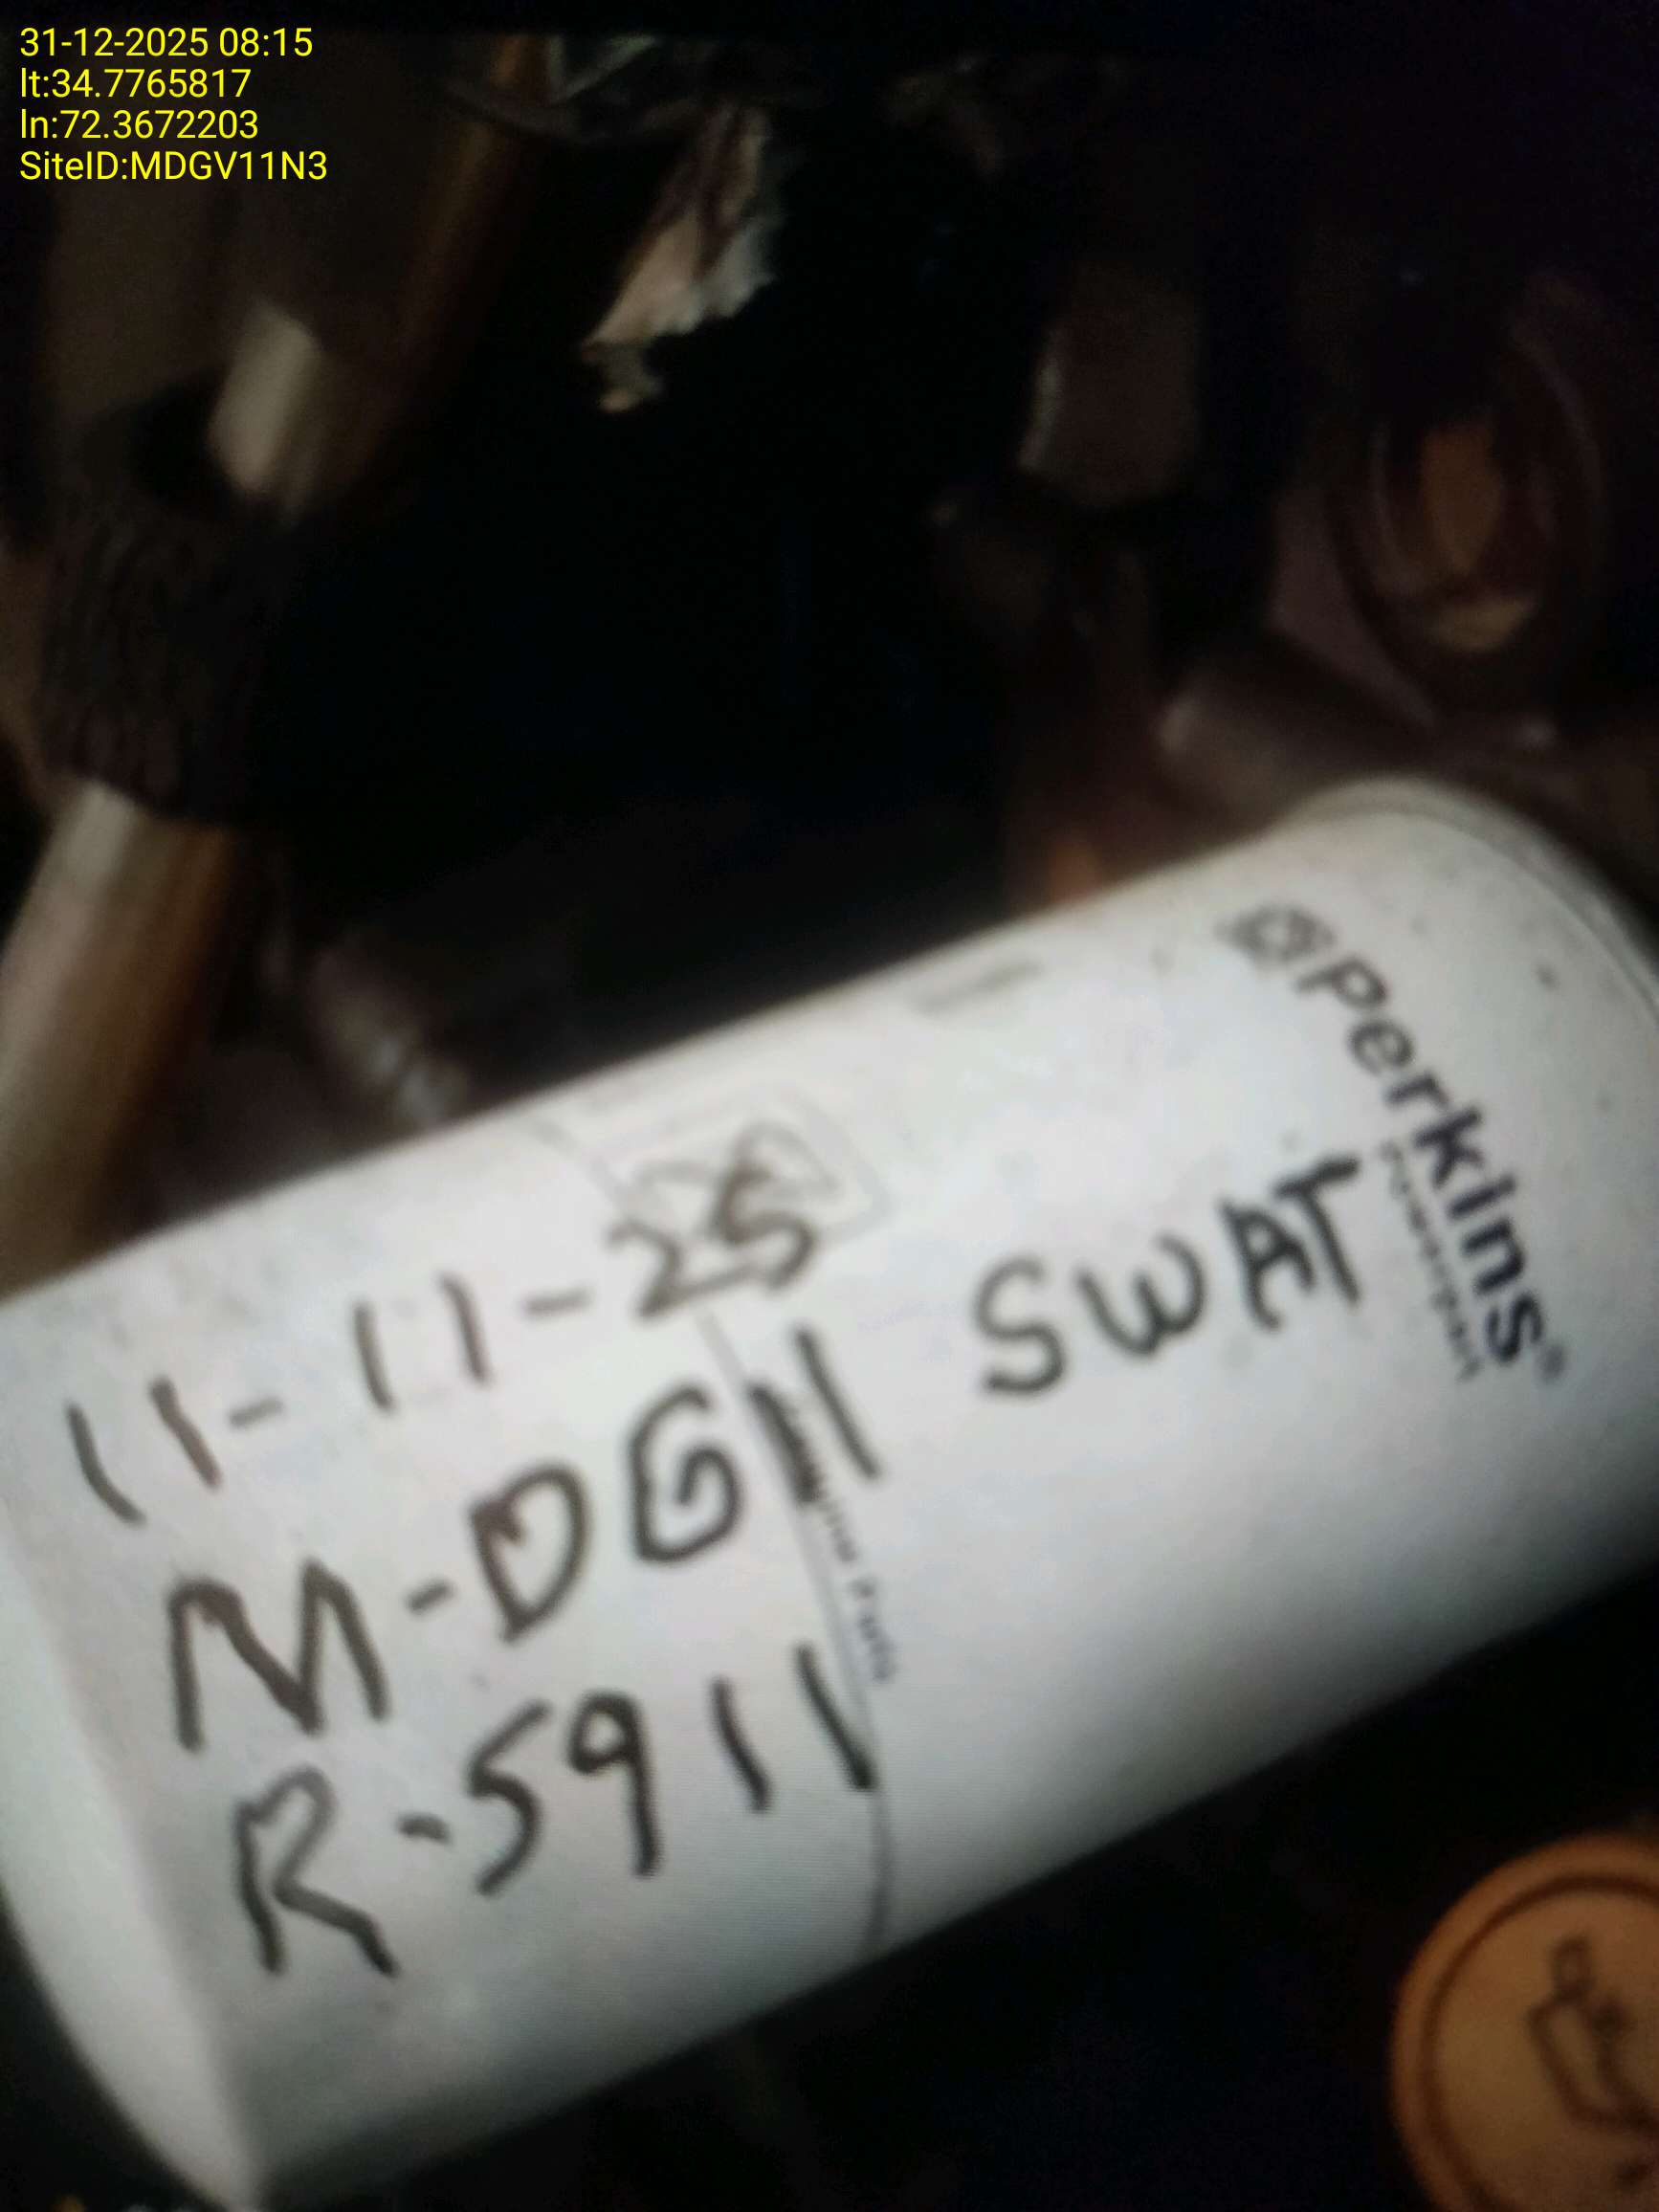 31-12-2025 08:15
lt:34.7765817
ln:72.3672203
SiteID:MDGV11N3
Perkins®
11-11-25
M-DG11 SWAT
R-5911